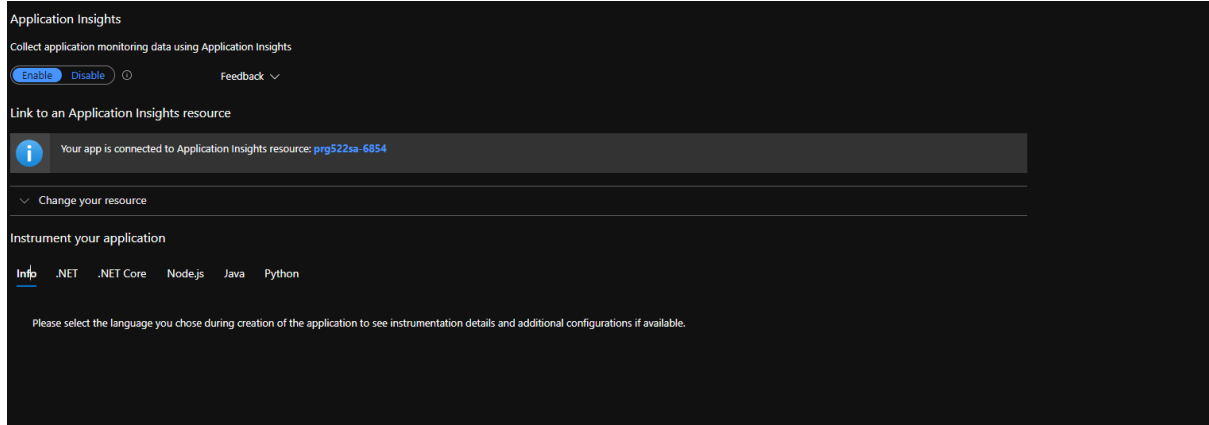 Application Insights
Collect application monitoring data using Application Insights
Enable Disable Feedback
Link to an Application Insights resource
Your app is connected to Application Insights resource: prg522sa-6854
Change your resource
Instrument your application
Info .NET .NET Core Node.js Java Python
Please select the language you chose during creation of the application to see instrumentation details and additional configurations if available.